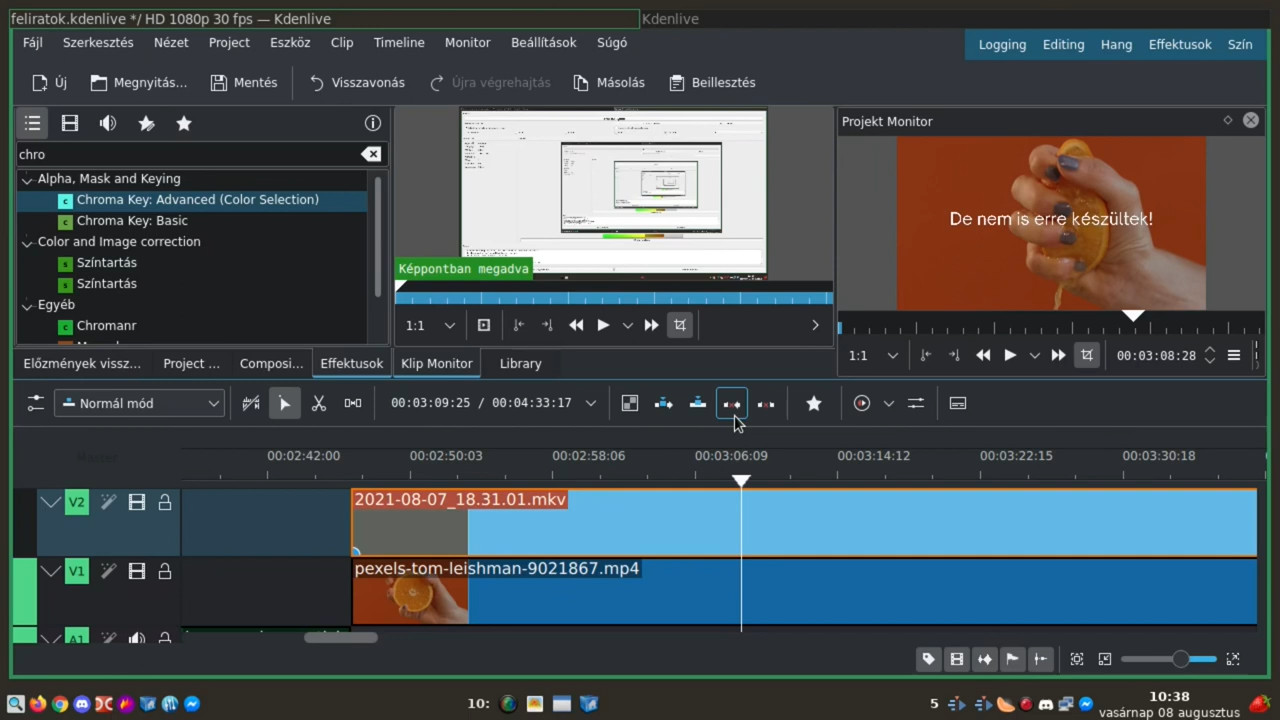 feliratok.kdenlive */ HD 1080p 30 fps — Kdenlive
Kdenlive
Fájl Szerkesztés Nézet Project Eszköz Clip Timeline Monitor Beállítások Súgó
Logging Editing Hang Effektusok Szín
Új Megnyitás... Mentés Visszavonás Újra végrehajtás Másolás Beillesztés
chro
Alpha, Mask and Keying
c Chroma Key: Advanced (Color Selection)
c Chroma Key: Basic
Color and Image correction
s Színtartás
s Színtartás
Egyéb
c Chromanr
Előzmények vissz... Project ... Composi... Effektusok
Képpontban megadva
1:1
Klip Monitor Library
Projekt Monitor
De nem is erre készültek!
1:1 00:03:08:28
Normál mód 00:03:09:25 / 00:04:33:17
Master
00:02:42:00 00:02:50:03 00:02:58:06 00:03:06:09 00:03:14:12 00:03:22:15 00:03:30:18
V2 2021-08-07_18.31.01.mkv
V1 pexels-tom-leishman-9021867.mp4
A1
10: 5 10:38
vasárnap 08 augusztus